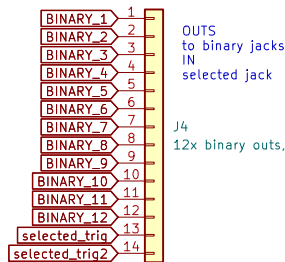 BINARY_1 1
BINARY_2 2
BINARY_3 3
BINARY_4 4
BINARY_5 5
BINARY_6 6
BINARY_7 7
BINARY_8 8
BINARY_9 9
BINARY_10 10
BINARY_11 11
BINARY_12 12
selected_trig 13
selected_trig2 14
OUTS
to binary jacks
IN
selected jack
J4
12x binary outs,